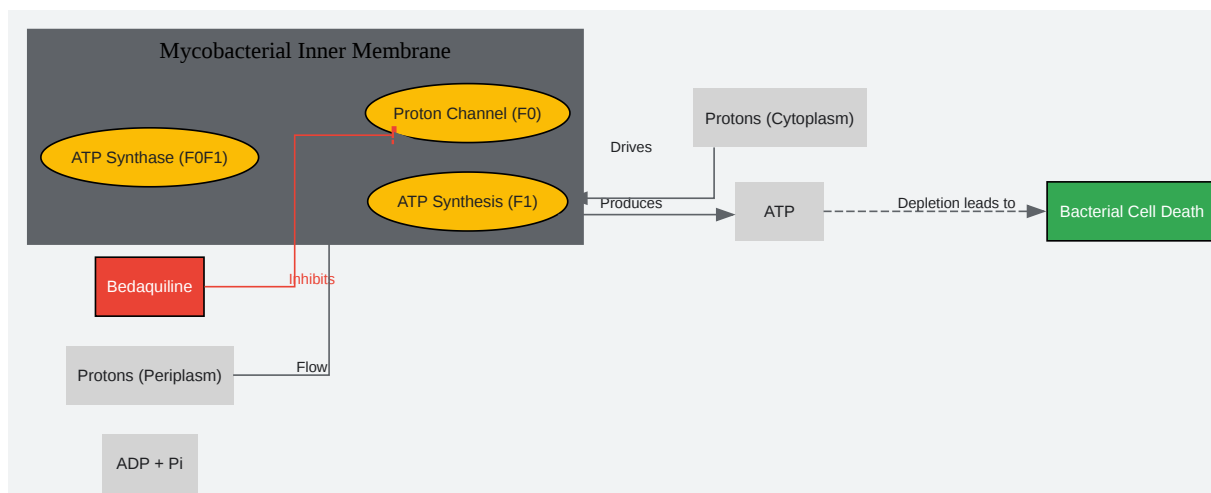 Mycobacterial Inner Membrane
Proton Channel (F0)
Protons (Cytoplasm)
Drives
ATP Synthase (F0F1)
ATP Synthesis (F1)
Produces
ATP
Depletion leads to
Bacterial Cell Death
Bedaquiline
Inhibits
Protons (Periplasm)
Flow
ADP + Pi